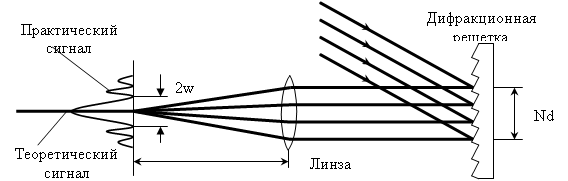 Практический
сигнал
2w
Дифракционная
решетка
Nd
Теоретический
сигнал
Линза